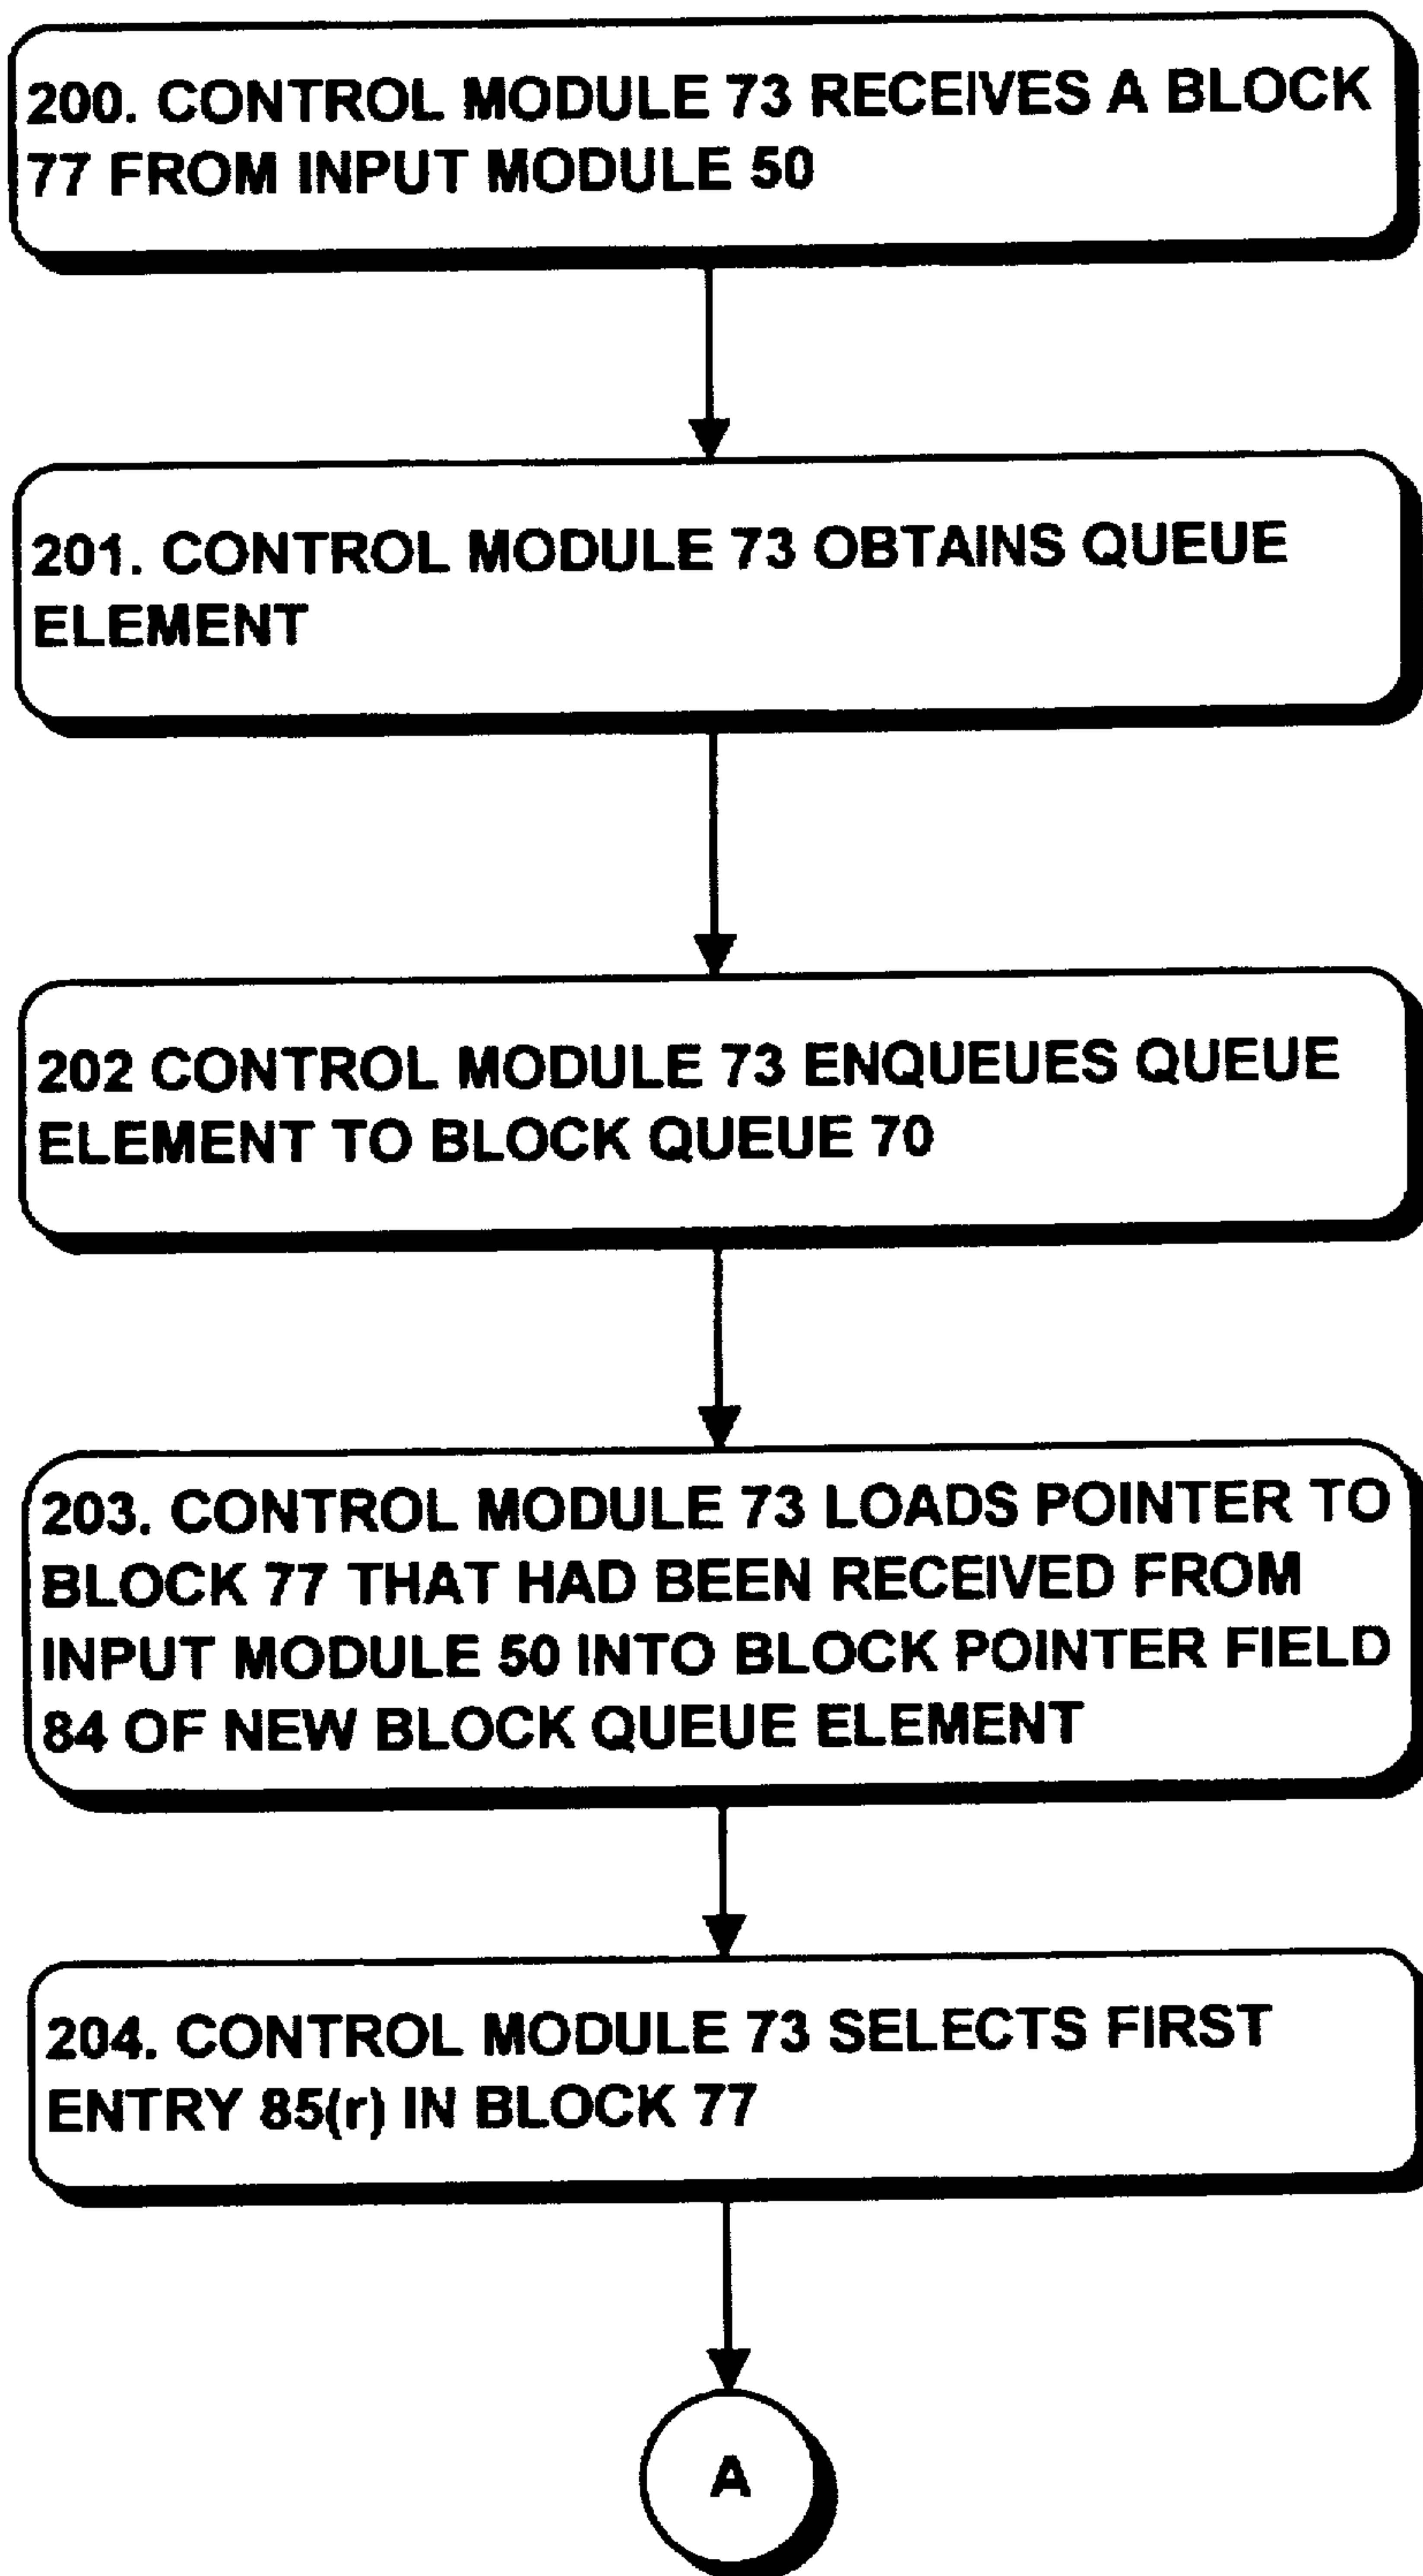 200. CONTROL MODULE 73 RECEIVES A BLOCK
77 FROM INPUT MODULE 50
201. CONTROL MODULE 73 OBTAINS QUEUE
ELEMENT
202 CONTROL MODULE 73 ENQUEUES QUEUE
ELEMENT TO BLOCK QUEUE 70
203. CONTROL MODULE 73 LOADS POINTER TO
BLOCK 77 THAT HAD BEEN RECEIVED FROM
INPUT MODULE 50 INTO BLOCK POINTER FIELD
84 OF NEW BLOCK QUEUE ELEMENT
204. CONTROL MODULE 73 SELECTS FIRST
ENTRY 85(r) IN BLOCK 77
A